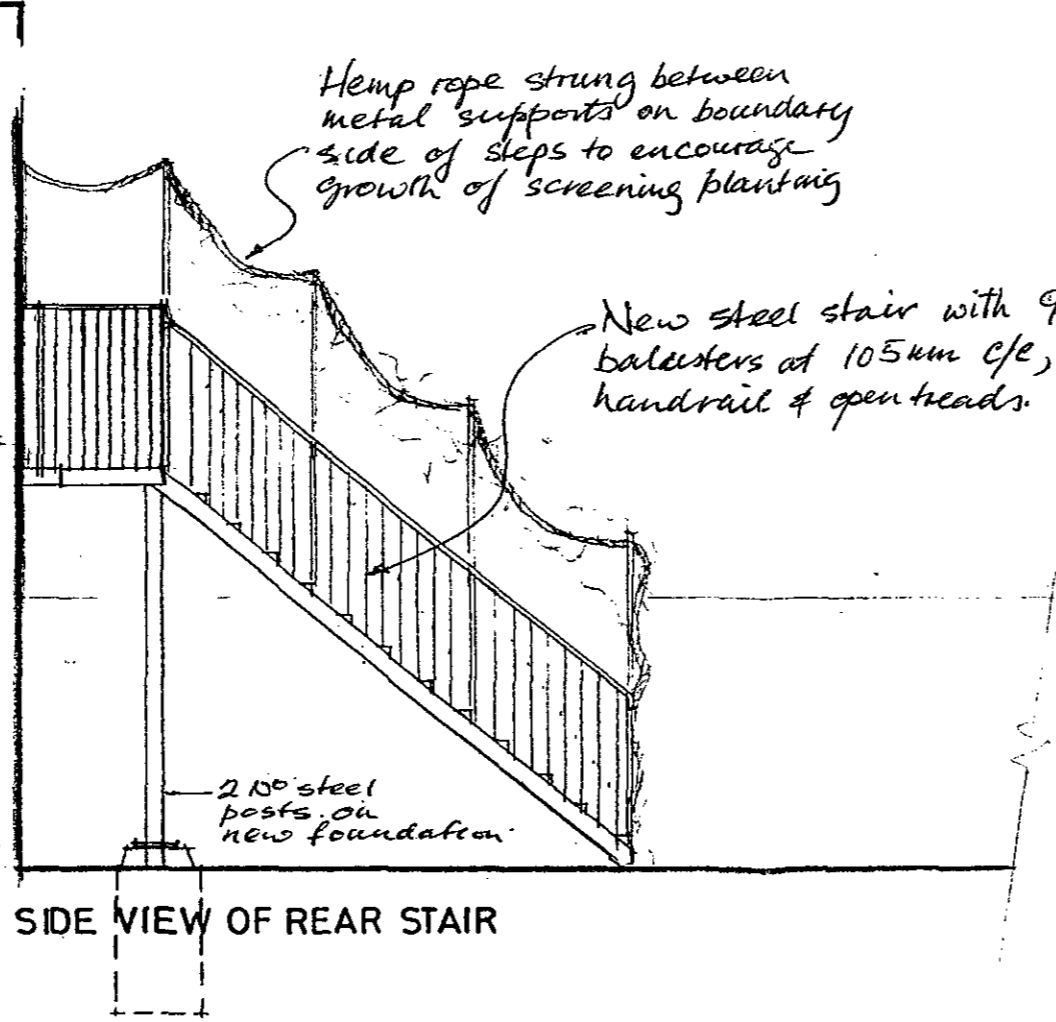 Hemp rope strung between
metal supports on boundary
side of steps to encourage
growth of screening planting
New steel stair with 9
balusters at 105mm c/c,
handrail & open treads.
2 No steel
posts on
new foundation
SIDE VIEW OF REAR STAIR